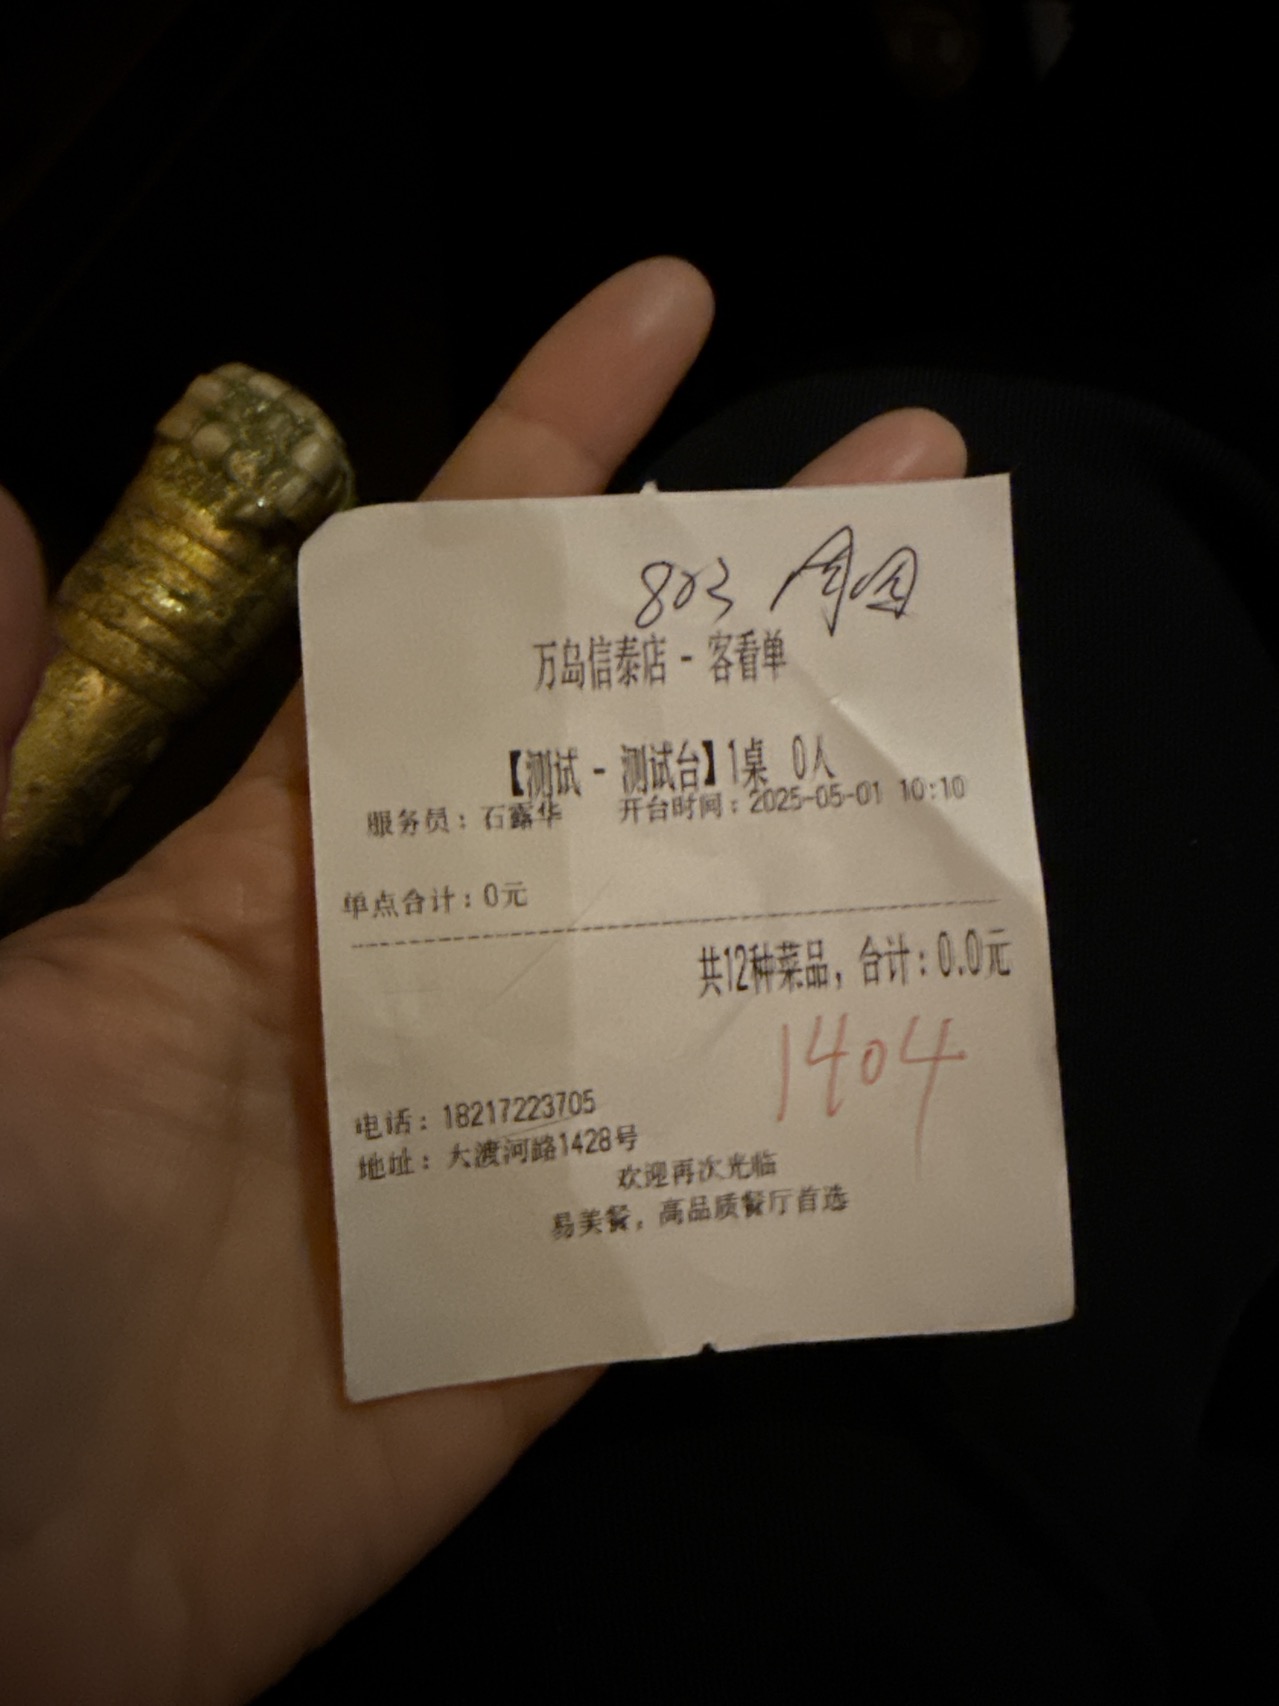 803
万岛信泰店 - 客看单
【测试 - 测试台】1桌 0人
服务员：石露华 开台时间：2025-05-01 10:10
单点合计：0元
共12种菜品，合计：0.0元
1404
电话：18217223705
地址：大渡河路1428号
欢迎再次光临
易美餐，高品质餐厅首选